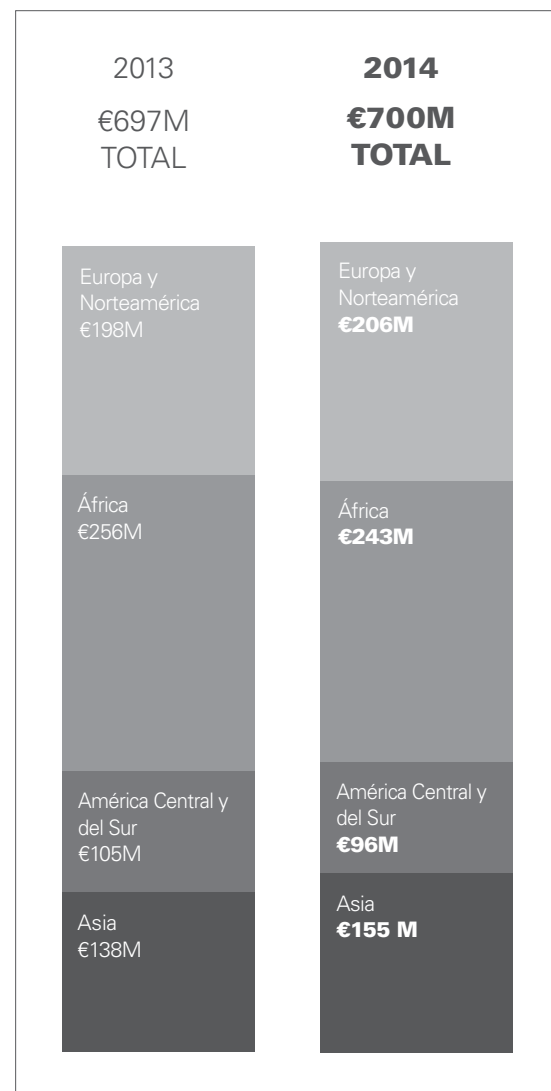 2013
€697M
TOTAL
Europa y
Norteamérica
€198M
África
€256M
América Central y
del Sur
€105M
Asia
€138M
2014
€700M
TOTAL
Europa y
Norteamérica
€206M
África
€243M
América Central y
del Sur
€96M
Asia
€155 M